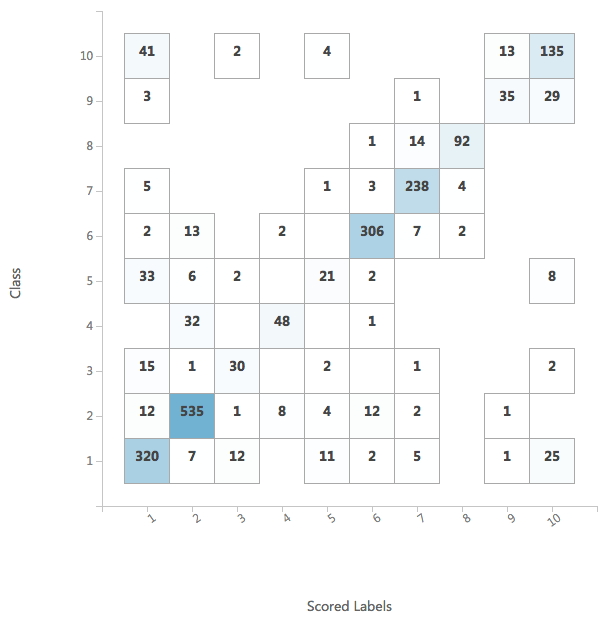 10 41 2 4 13 135
9 3 1 35 29
8 1 14 92
7 5 1 3 238 4
6 2 13 2 306 7 2
5 33 6 2 21 2 8
4 32 48 1
3 15 1 30 2 1 2
2 12 535 1 8 4 12 2 1
1 320 7 12 11 2 5 1 25
Class
1 2 3 4 5 6 7 8 9 10
Scored Labels